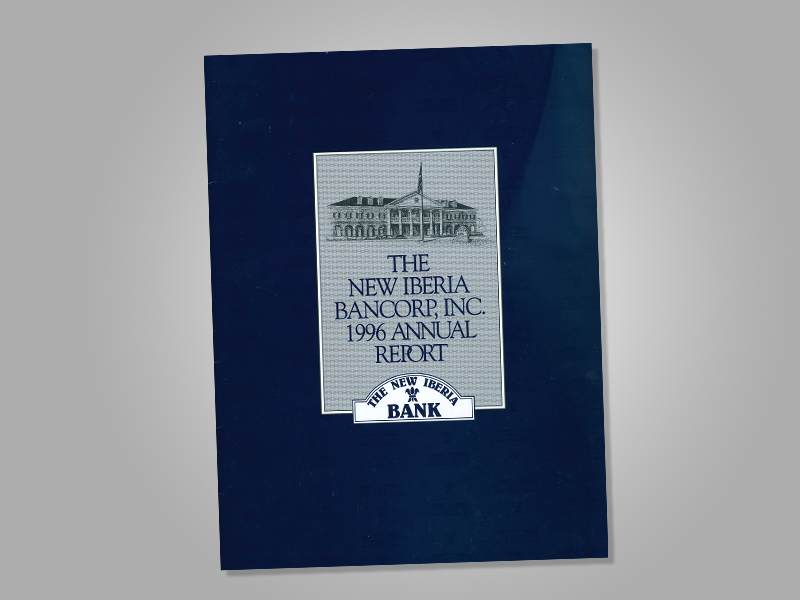 THE
NEW IBERIA
BANCORP, INC.
1996 ANNUAL
REPORT
THE NEW IBERIA
BANK